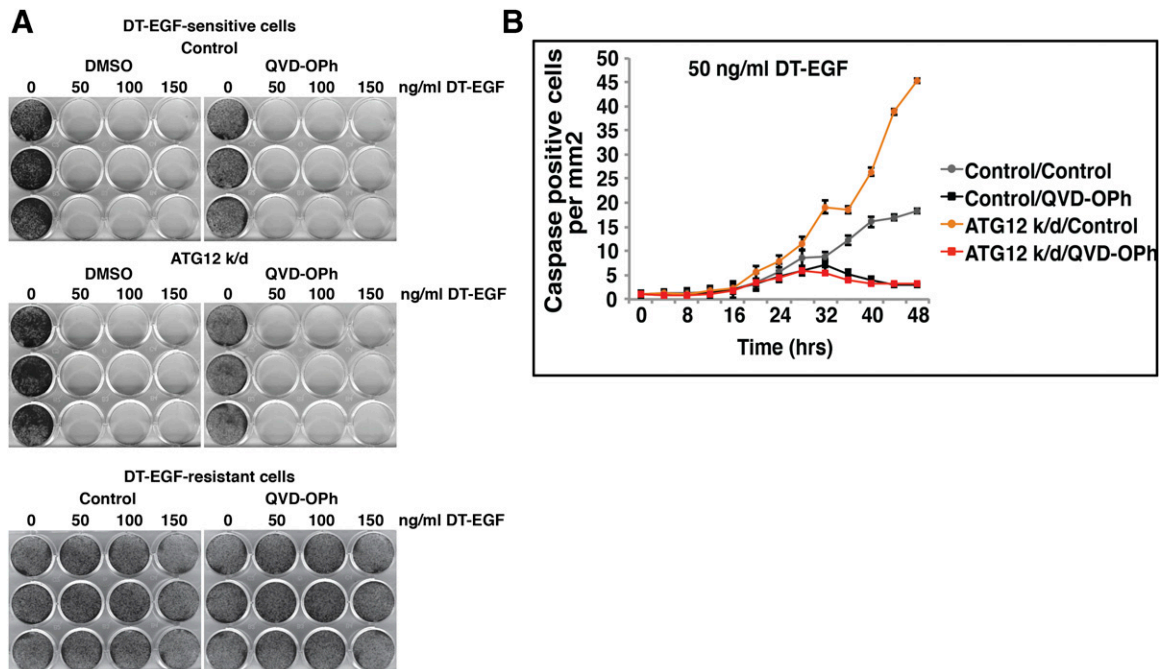 A
DT-EGF-sensitive cells
Control
DMSO QVD-OPh
0 50 100 150 0 50 100 150 ng/ml DT-EGF
ATG12 k/d
DMSO QVD-OPh
0 50 100 150 0 50 100 150 ng/ml DT-EGF
DT-EGF-resistant cells
Control QVD-OPh
0 50 100 150 0 50 100 150 ng/ml DT-EGF
B
50 ng/ml DT-EGF
Caspase positive cells
per mm2
50
45
40
35
30
25
20
15
10
5
0
0 8 16 24 32 40 48
Time (hrs)
Control/Control
Control/QVD-OPh
ATG12 k/d/Control
ATG12 k/d/QVD-OPh